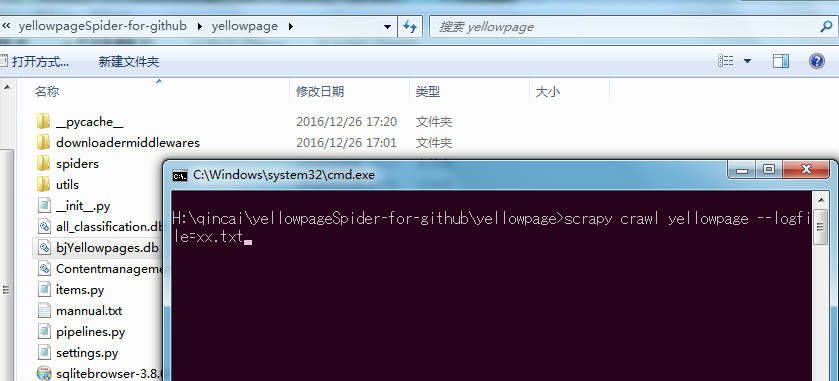 « yellowpageSpider-for-github ▸ yellowpage ▸
搜索 yellowpage
打开方式... 新建文件夹
名称 修改日期 类型 大小
__pycache__ 2016/12/26 17:20 文件夹
downloadermiddlewares 2016/12/26 17:01 文件夹
spiders
utils
__init__.py
all_classification.db
bjYellowpages.db
Contentmanageme
items.py
mannual.txt
pipelines.py
settings.py
sqlitebrowser-3.8.0
C:\Windows\system32\cmd.exe
H:\qincai\yellowpageSpider-for-github\yellowpage>scrapy crawl yellowpage --logfi
le=xx.txt